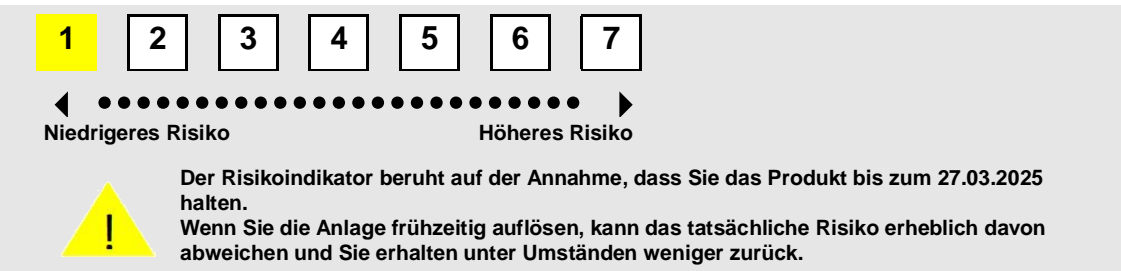 1 2 3 4 5 6 7
Niedrigeres Risiko Höheres Risiko
Der Risikoindikator beruht auf der Annahme, dass Sie das Produkt bis zum 27.03.2025
halten.
Wenn Sie die Anlage frühzeitig auflösen, kann das tatsächliche Risiko erheblich davon
! abweichen und Sie erhalten unter Umständen weniger zurück.